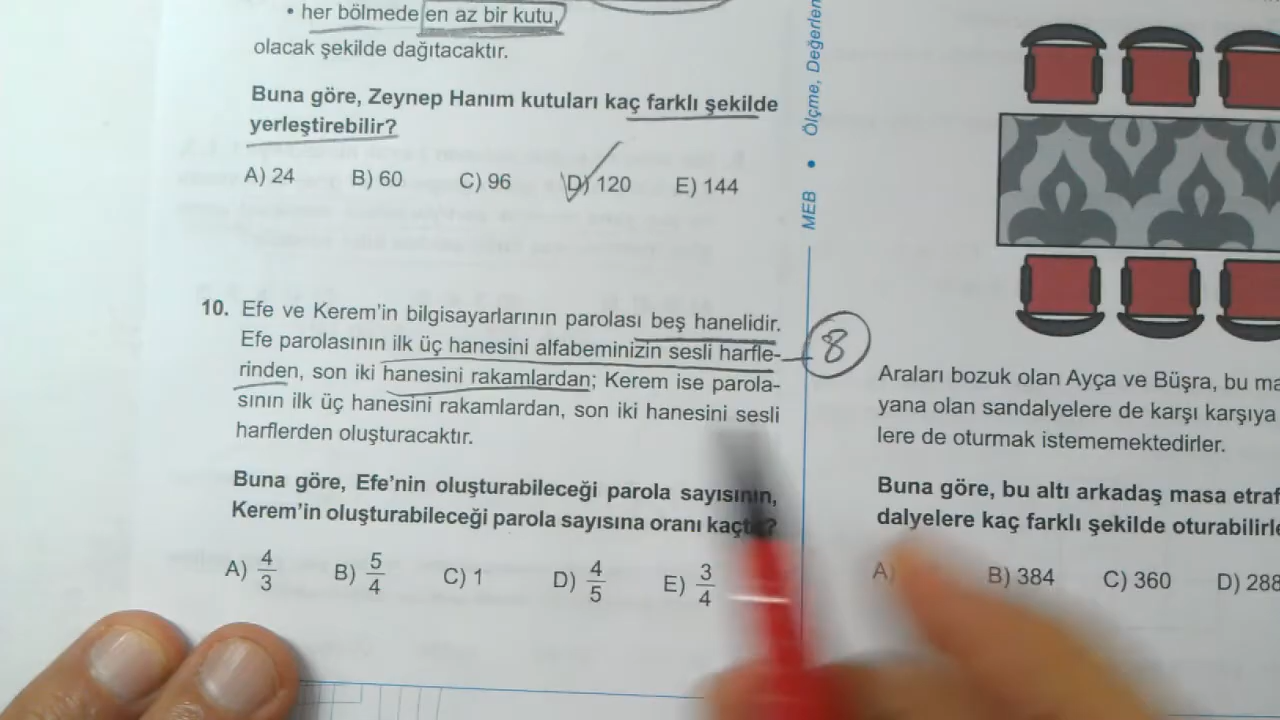 • her bölmede en az bir kutu,
olacak şekilde dağıtacaktır.
Buna göre, Zeynep Hanım kutuları kaç farklı şekilde
yerleştirebilir?
A) 24 B) 60 C) 96 D) 120 E) 144
10. Efe ve Kerem'in bilgisayarlarının parolası beş hanelidir.
Efe parolasının ilk üç hanesini alfabeminizin sesli harfle-
rinden, son iki hanesini rakamlardan; Kerem ise parola-
sının ilk üç hanesini rakamlardan, son iki hanesini sesli
harflerden oluşturacaktır.
Buna göre, Efe'nin oluşturabileceği parola sayısının,
Kerem'in oluşturabileceği parola sayısına oranı kaçtır?
A) 4/3 B) 5/4 C) 1 D) 4/5 E) 3/4
8
MEB • Ölçme, Değerlen
Araları bozuk olan Ayça ve Büşra, bu ma
yana olan sandalyelere de karşı karşıya
lere de oturmak istememektedirler.
Buna göre, bu altı arkadaş masa etraf
dalyelere kaç farklı şekilde oturabilirle
A) B) 384 C) 360 D) 288